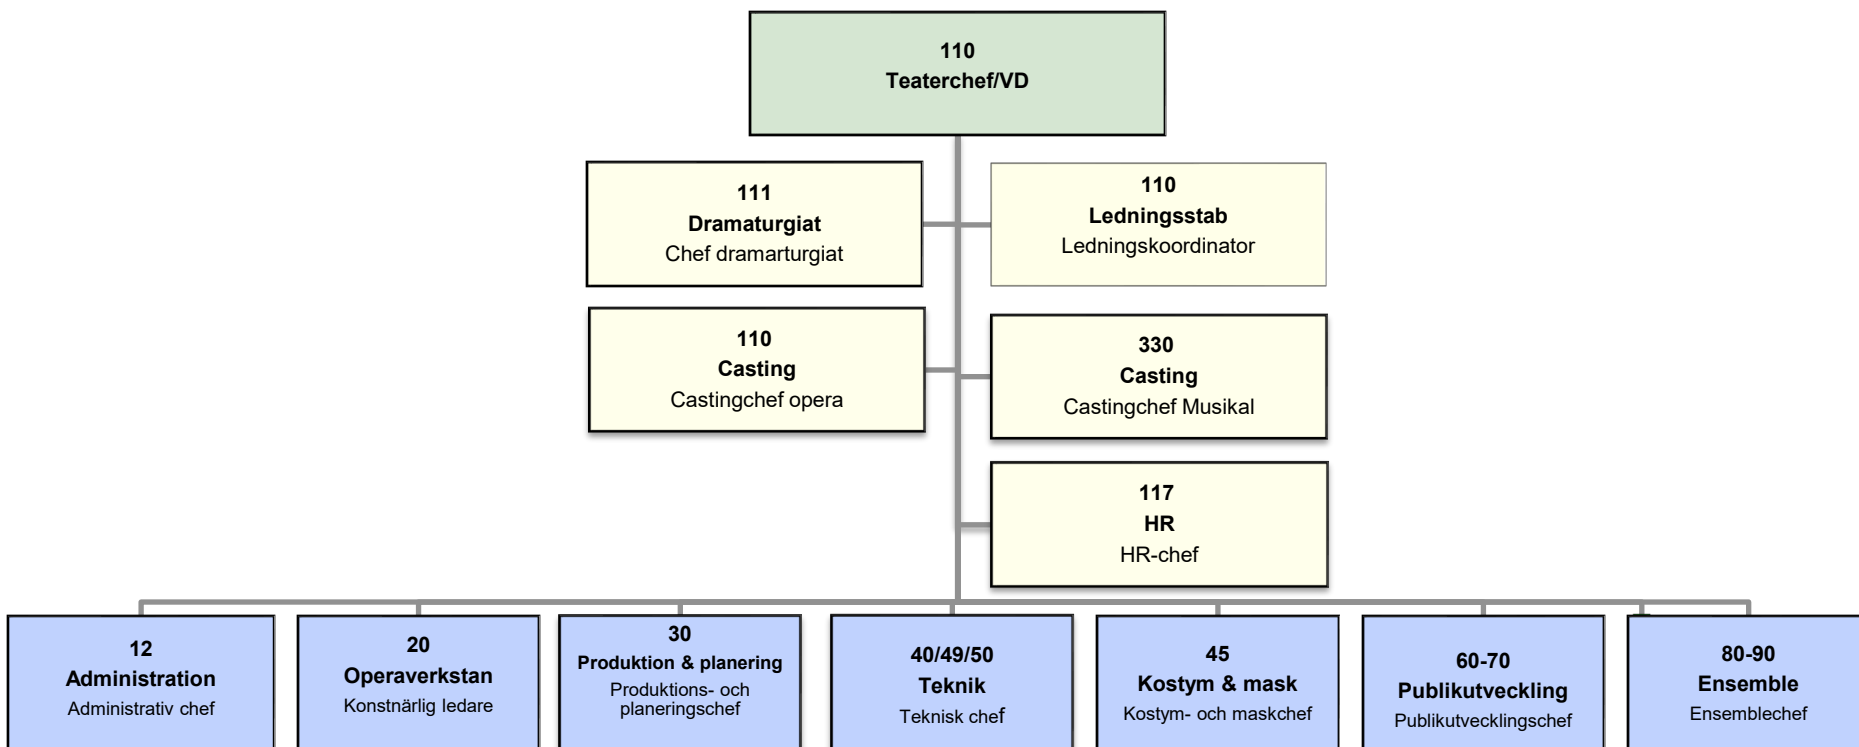 110
Teaterchef/VD
111
Dramaturgiat
Chef dramarturgiat
110
Ledningsstab
Ledningskoordinator
110
Casting
Castingchef opera
330
Casting
Castingchef Musikal
117
HR
HR-chef
12
Administration
Administrativ chef
20
Operaverkstan
Konstnärlig ledare
30
Produktion & planering
Produktions- och
planeringschef
40/49/50
Teknik
Teknisk chef
45
Kostym & mask
Kostym- och maskchef
60-70
Publikutveckling
Publikutvecklingschef
80-90
Ensemble
Ensemblechef